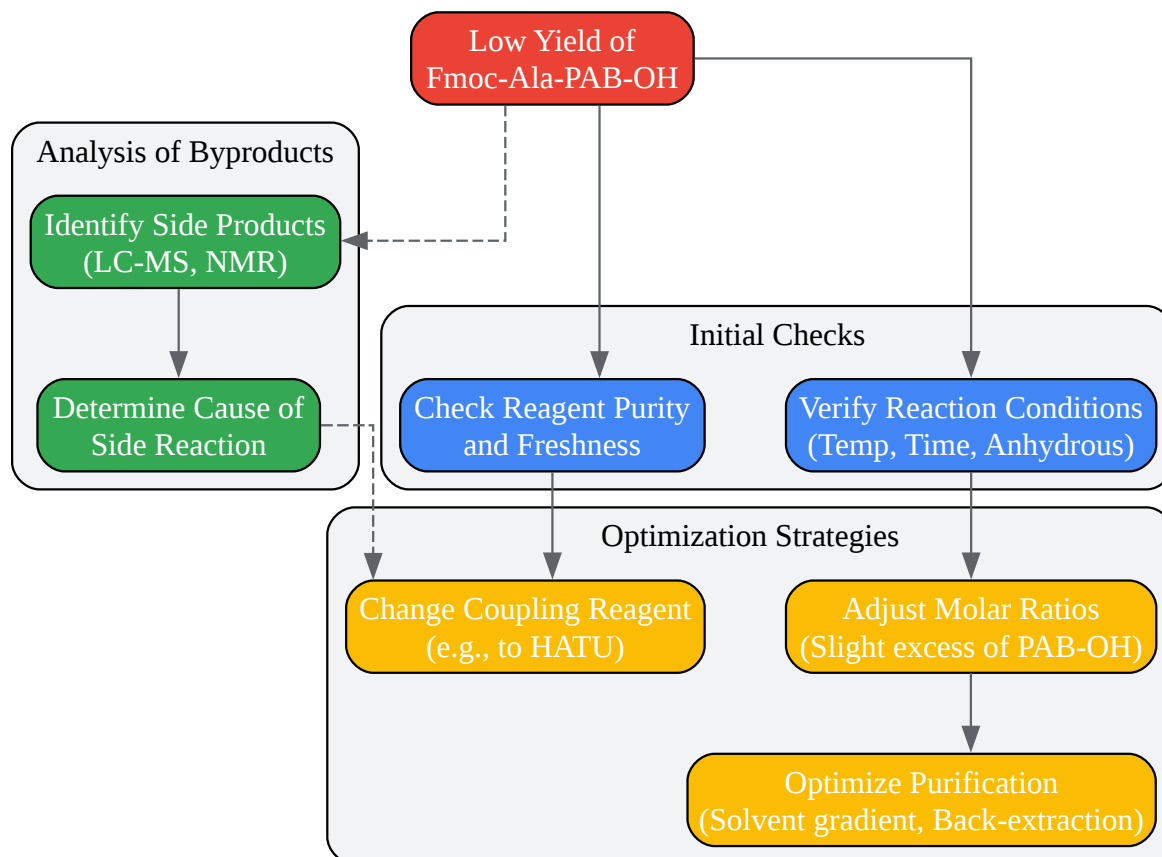 Low Yield of
Fmoc-Ala-PAB-OH
Analysis of Byproducts
Identify Side Products
(LC-MS, NMR)
Determine Cause of
Side Reaction
Initial Checks
Check Reagent Purity
and Freshness
Verify Reaction Conditions
(Temp, Time, Anhydrous)
Optimization Strategies
Change Coupling Reagent
(e.g., to HATU)
Adjust Molar Ratios
(Slight excess of PAB-OH)
Optimize Purification
(Solvent gradient, Back-extraction)